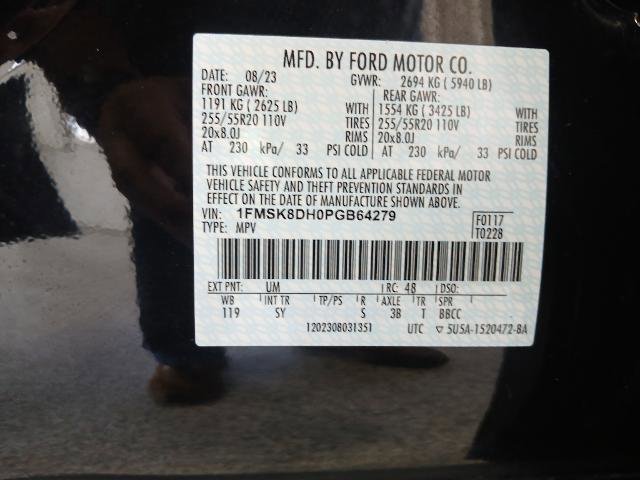 MFD. BY FORD MOTOR CO.
DATE: 08/23 GVWR: 2694 KG ( 5940 LB)
FRONT GAWR: REAR GAWR:
1191 KG ( 2625 LB) WITH 1554 KG ( 3425 LB) WITH
255/55R20 110V TIRES 255/55R20 110V TIRES
20x8.0J RIMS 20x8.0J RIMS
AT 230 kPa/ 33 PSI COLD AT 230 kPa/ 33 PSI COLD
THIS VEHICLE CONFORMS TO ALL APPLICABLE FEDERAL MOTOR
VEHICLE SAFETY AND THEFT PREVENTION STANDARDS IN
EFFECT ON THE DATE OF MANUFACTURE SHOWN ABOVE.
VIN: 1FMSK8DH0PGB64279 F0117
TYPE: MPV T0228
EXT PNT: UM RC: 48 DSO:
WB INT TR TP/PS R AXLE TR SPR
119 SY S 3B T BBCC
1202308031351 UTC ▽ 5U5A-1520472-BA